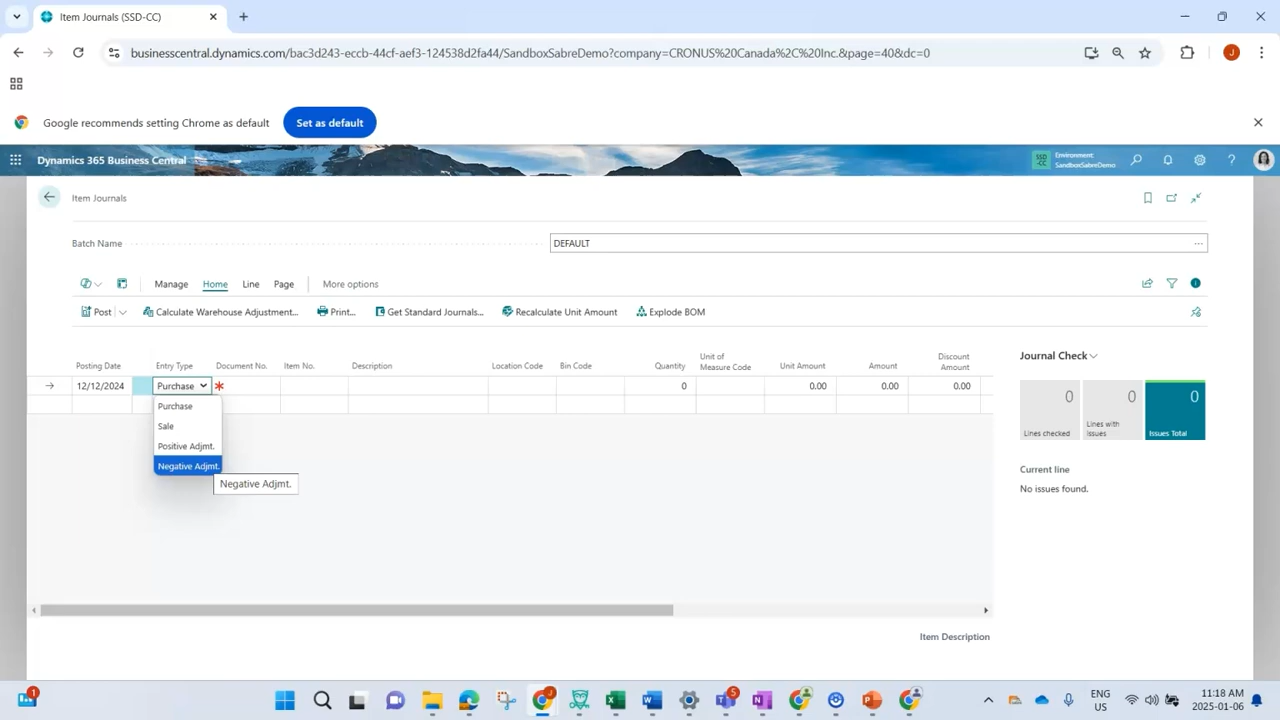 Item Journals (SSD-CC)
businesscentral.dynamics.com/bac3d243-eccb-44cf-aef3-124538d2fa44/SandboxSabreDemo?company=CRONUS%20Canada%2C%20Inc.&page=40&dc=0
J
Google recommends setting Chrome as default
Set as default
Dynamics 365 Business Central
SSD-CC
Environment:
SandboxSabreDemo
Item Journals
Batch Name
DEFAULT
Manage Home Line Page More options
Post Calculate Warehouse Adjustment... Print... Get Standard Journals... Recalculate Unit Amount Explode BOM
Posting Date Entry Type Document No. Item No. Description Location Code Bin Code Quantity Unit of Measure Code Unit Amount Amount Discount Amount
12/12/2024 Purchase * 0 0.00 0.00 0.00
Purchase
Sale
Positive Adjmt.
Negative Adjmt.
Negative Adjmt.
Journal Check
0 0 0
Lines checked Lines with Issues Issues Total
Current line
No issues found.
Item Description
1
J
5
ENG
US
11:18 AM
2025-01-06